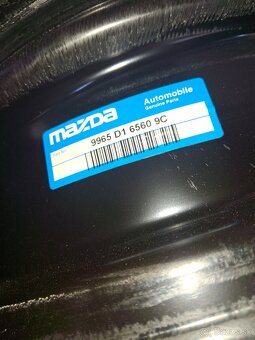 mazda
Automobile
Genuine Parts
9965 D1 6560 9C